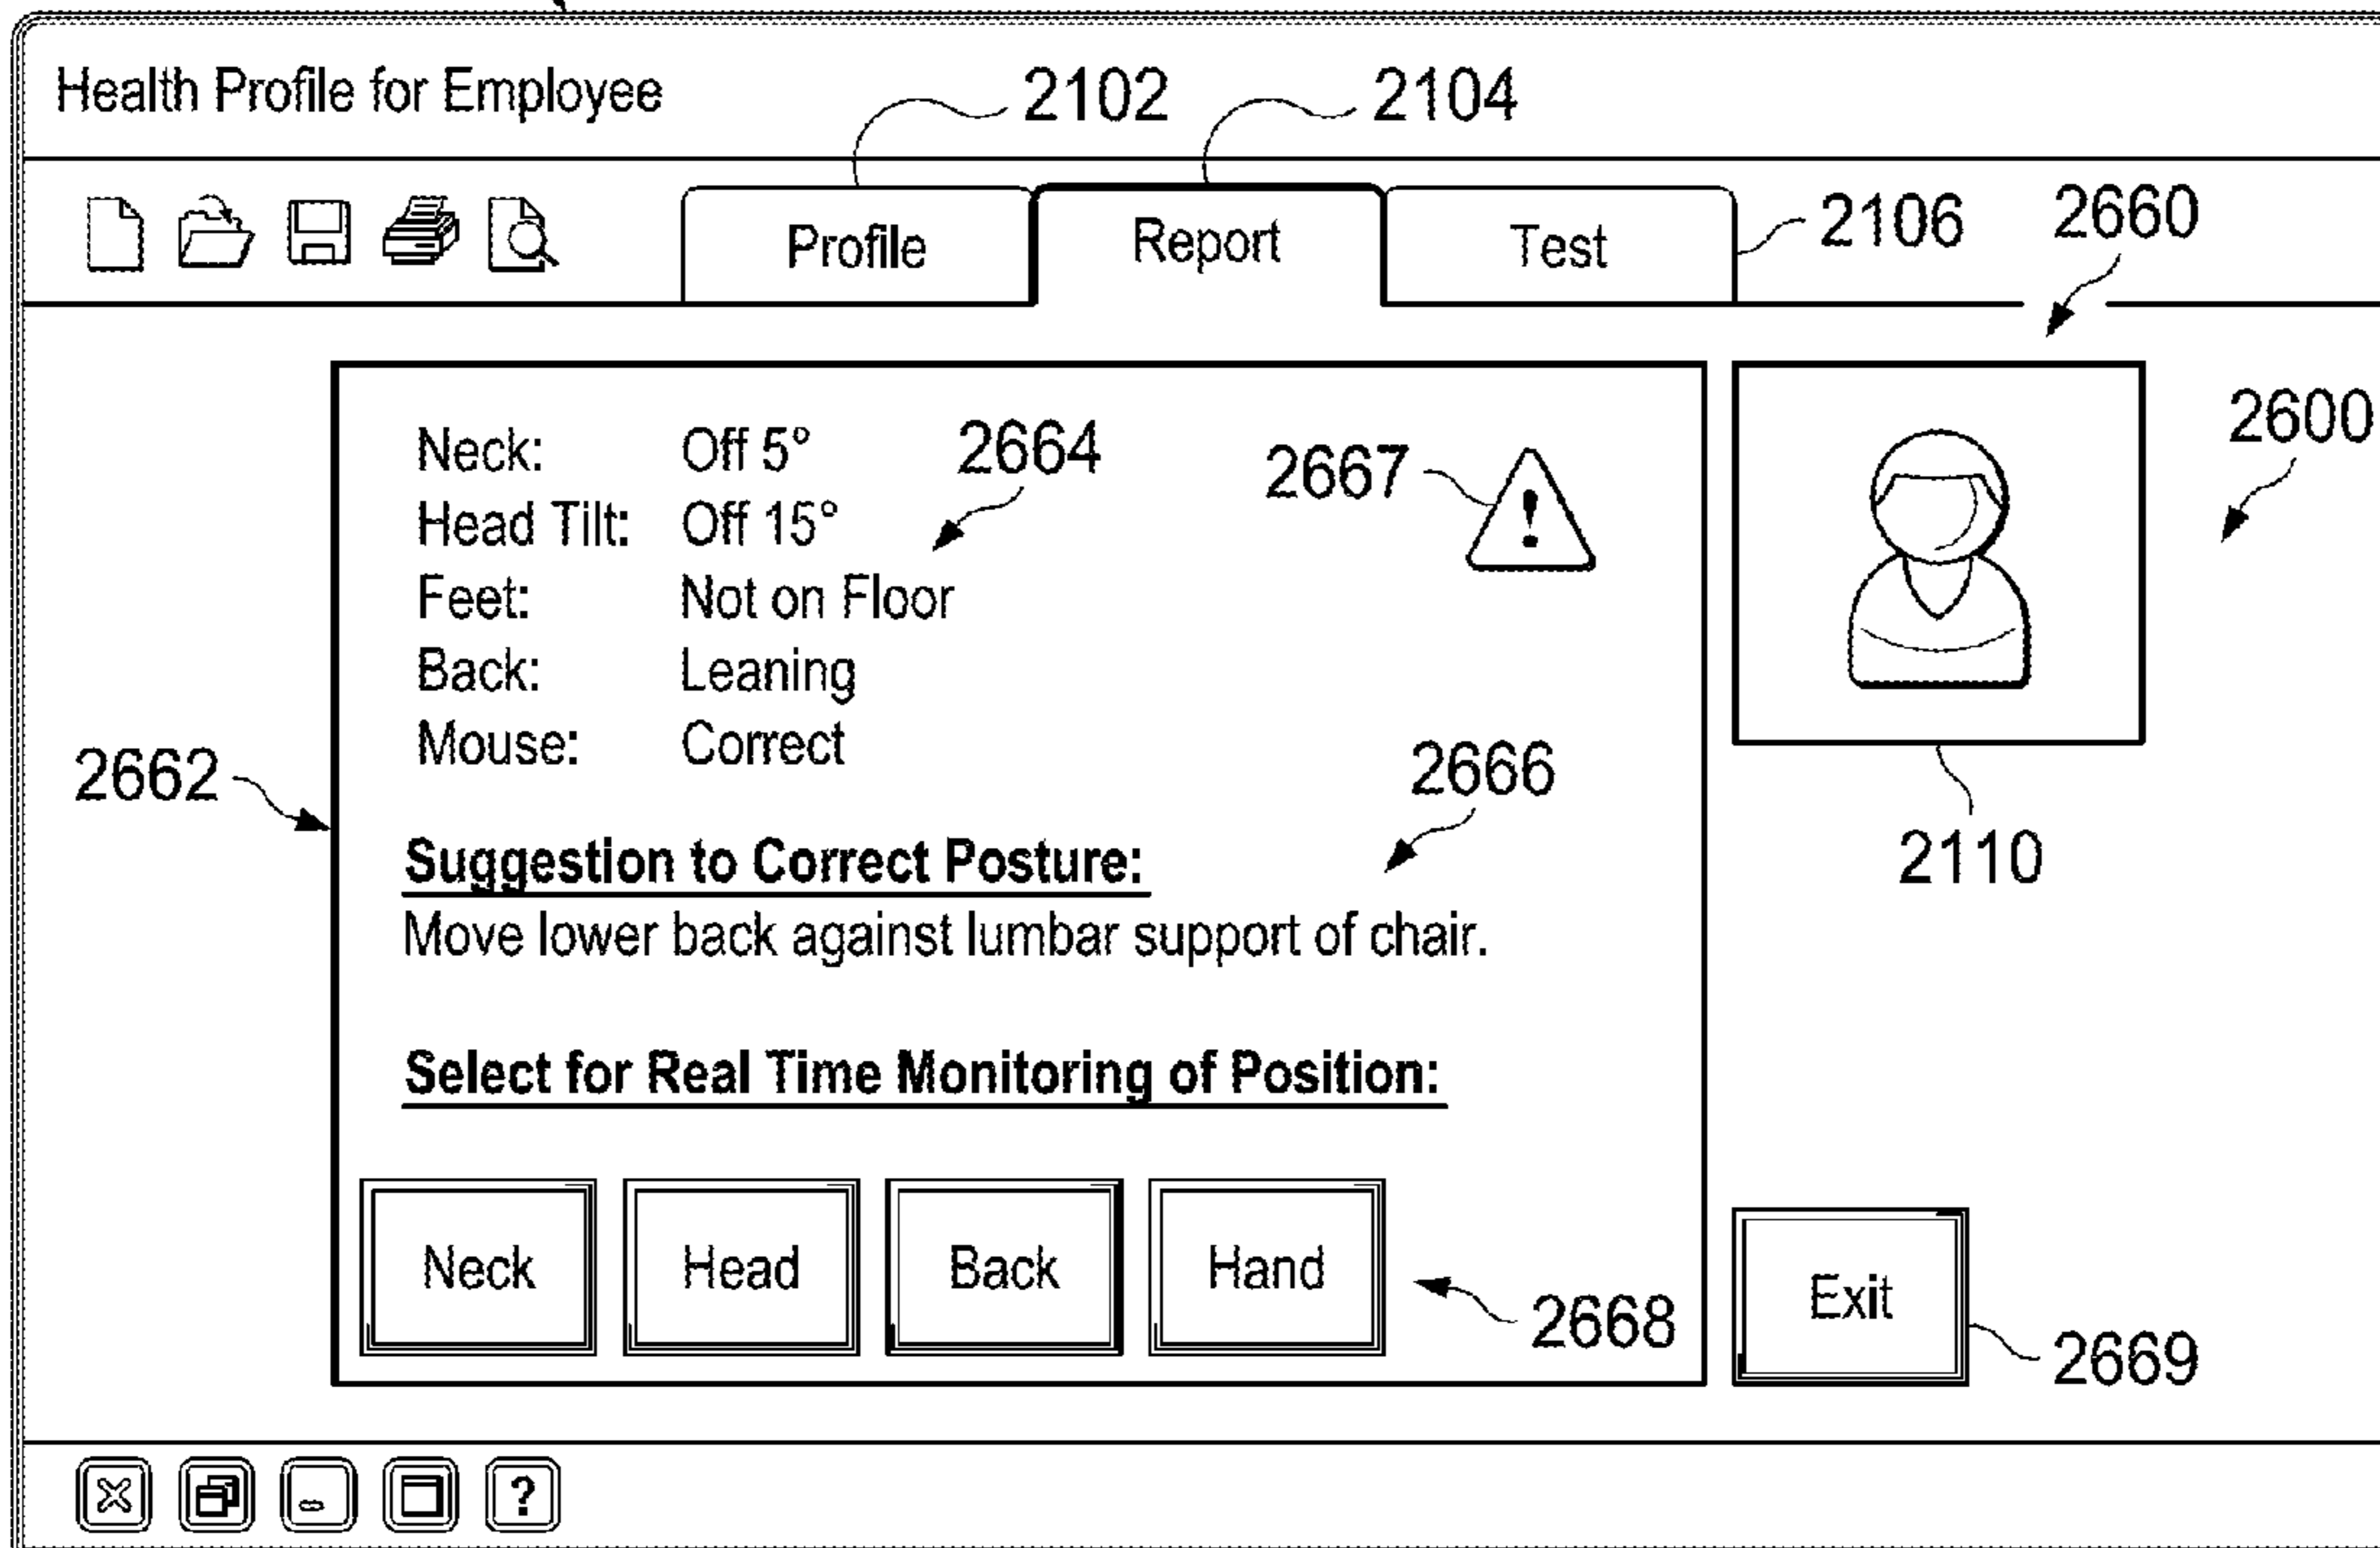 Health Profile for Employee
2102
2104
Profile
Report
Test
2106
2660
2600
Neck: Off 5°
2664
2667
Head Tilt: Off 15°
Feet: Not on Floor
Back: Leaning
Mouse: Correct
2662
2666
2110
Suggestion to Correct Posture:
Move lower back against lumbar support of chair.
Select for Real Time Monitoring of Position:
Neck
Head
Back
Hand
2668
Exit
2669
?